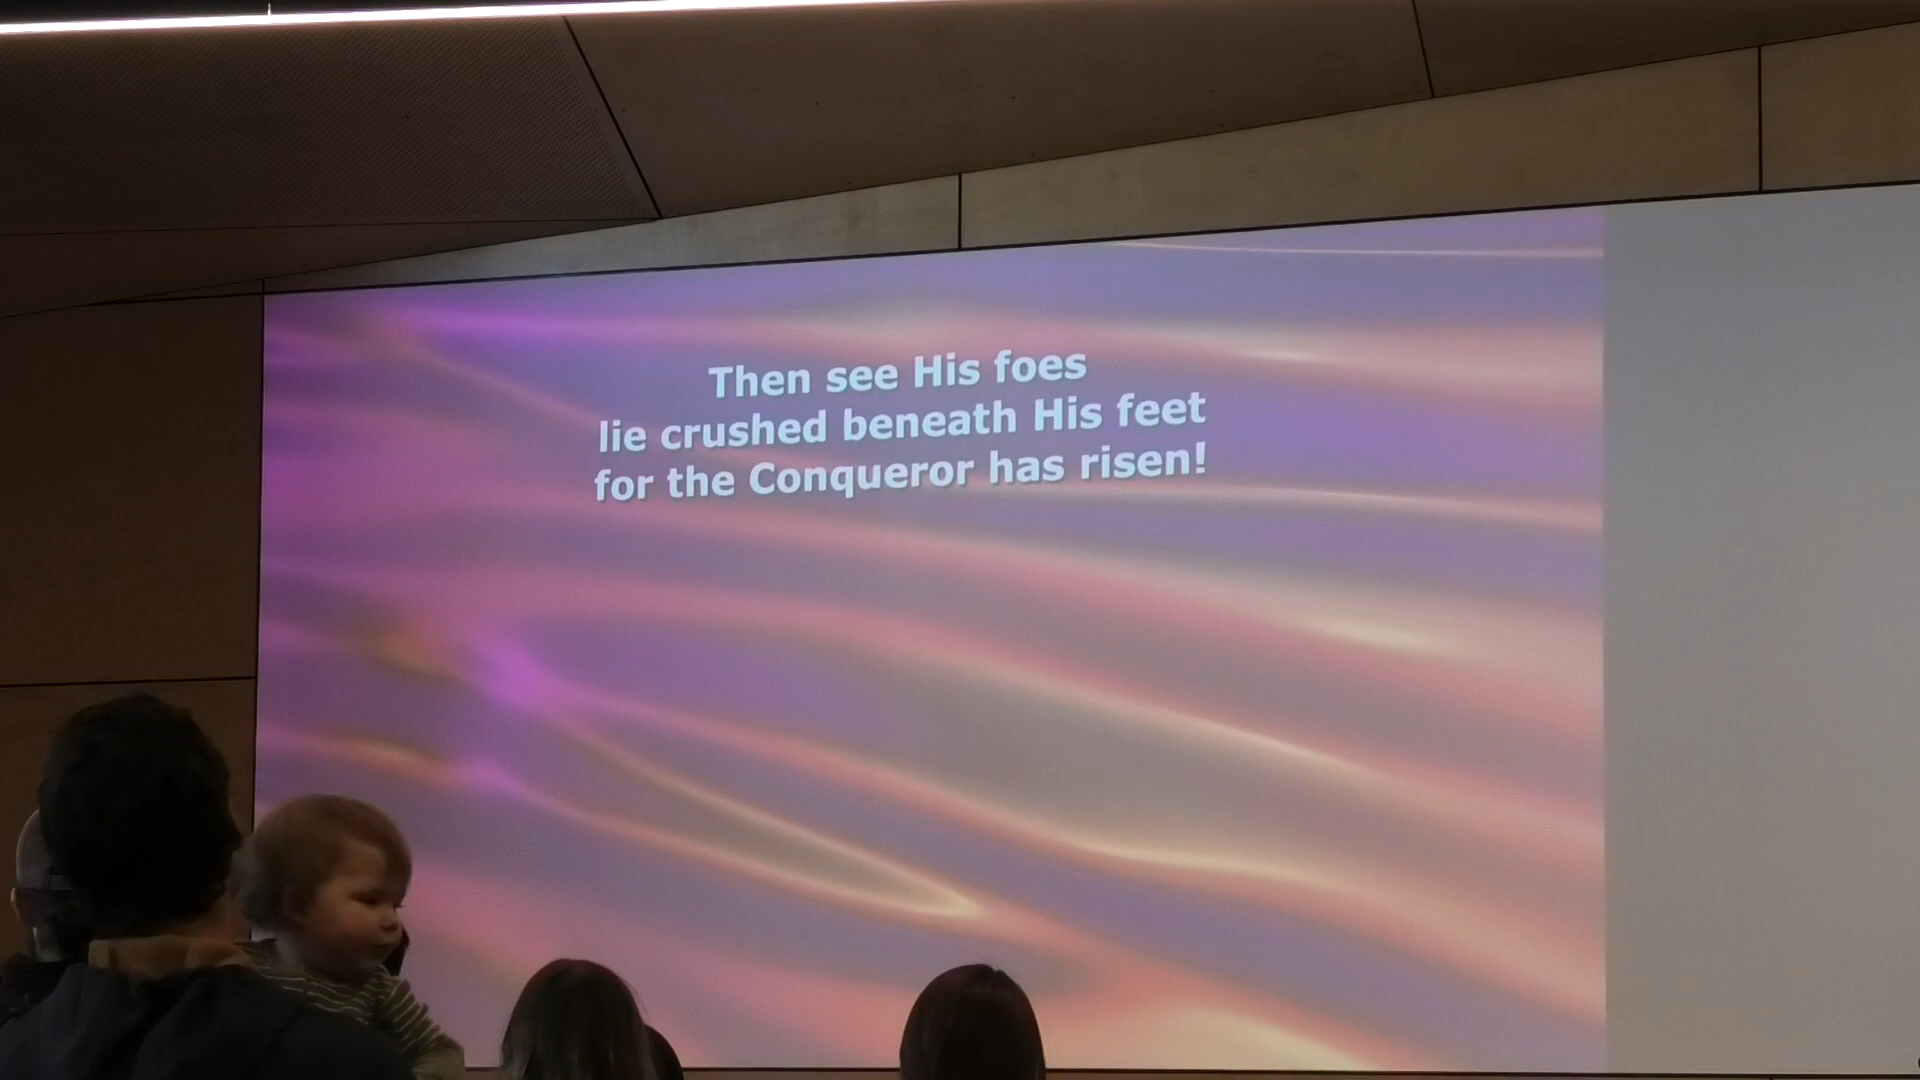 Then see His foes
lie crushed beneath His feet
for the Conqueror has risen!